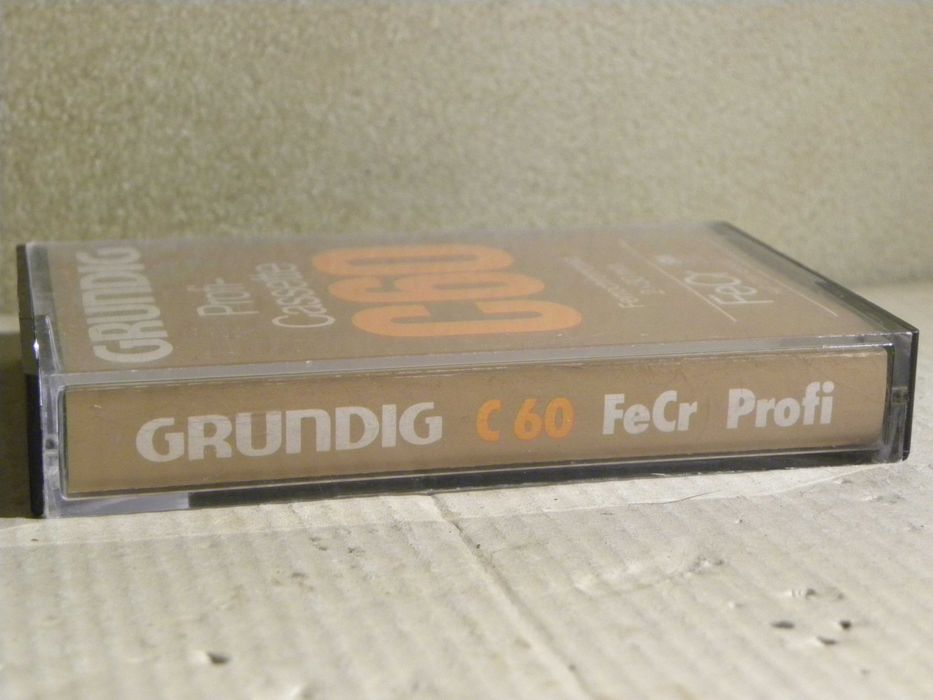 GRUNDIG
Profi-
Cassette
C60
FeCr
GRUNDIG C 60 FeCr Profi